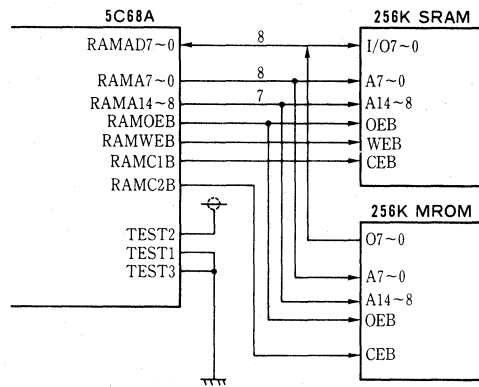 5C68A
256K SRAM
RAMAD7~0
8
I/O7~0
RAMA7~0
8
A7~0
RAMA14~8
7
A14~8
RAMOEB
OEB
RAMWEB
WEB
RAMC1B
CEB
RAMC2B
256K MROM
TEST2
O7~0
TEST1
TEST3
A7~0
A14~8
OEB
CEB